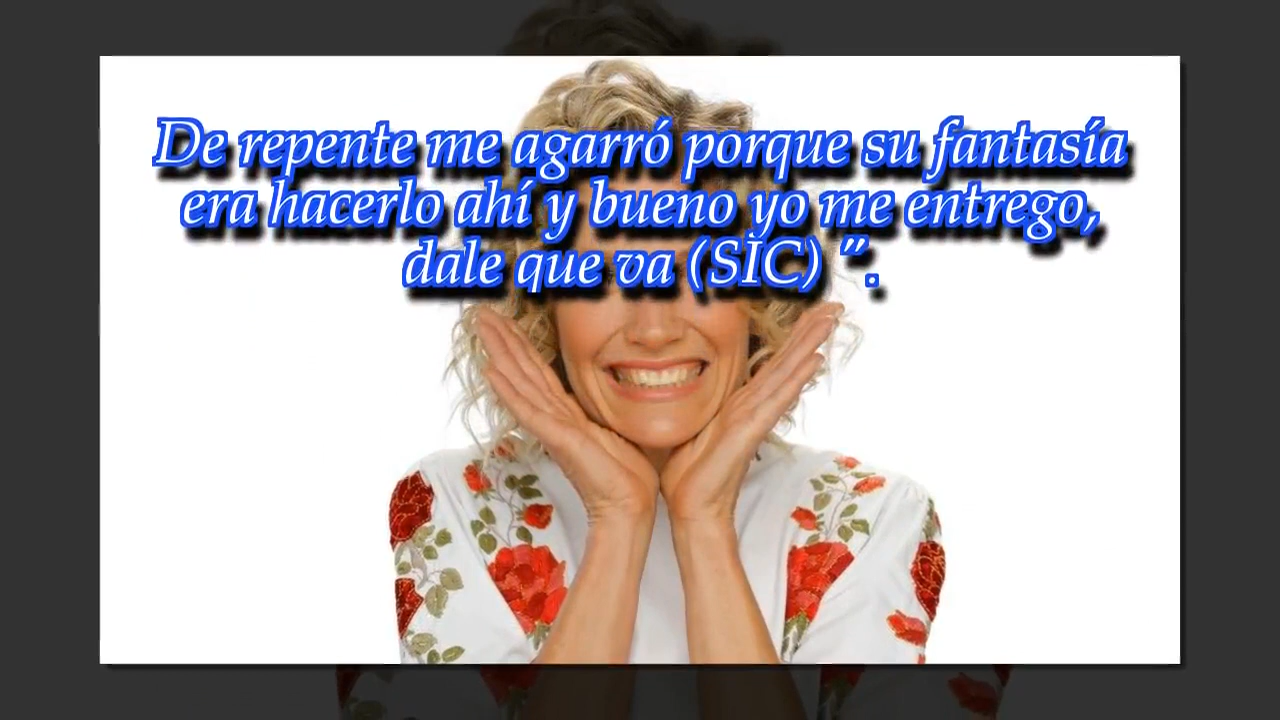 De repente me agarró porque su fantasía
era hacerlo ahí y bueno yo me entrego,
dale que va (SIC) ”.